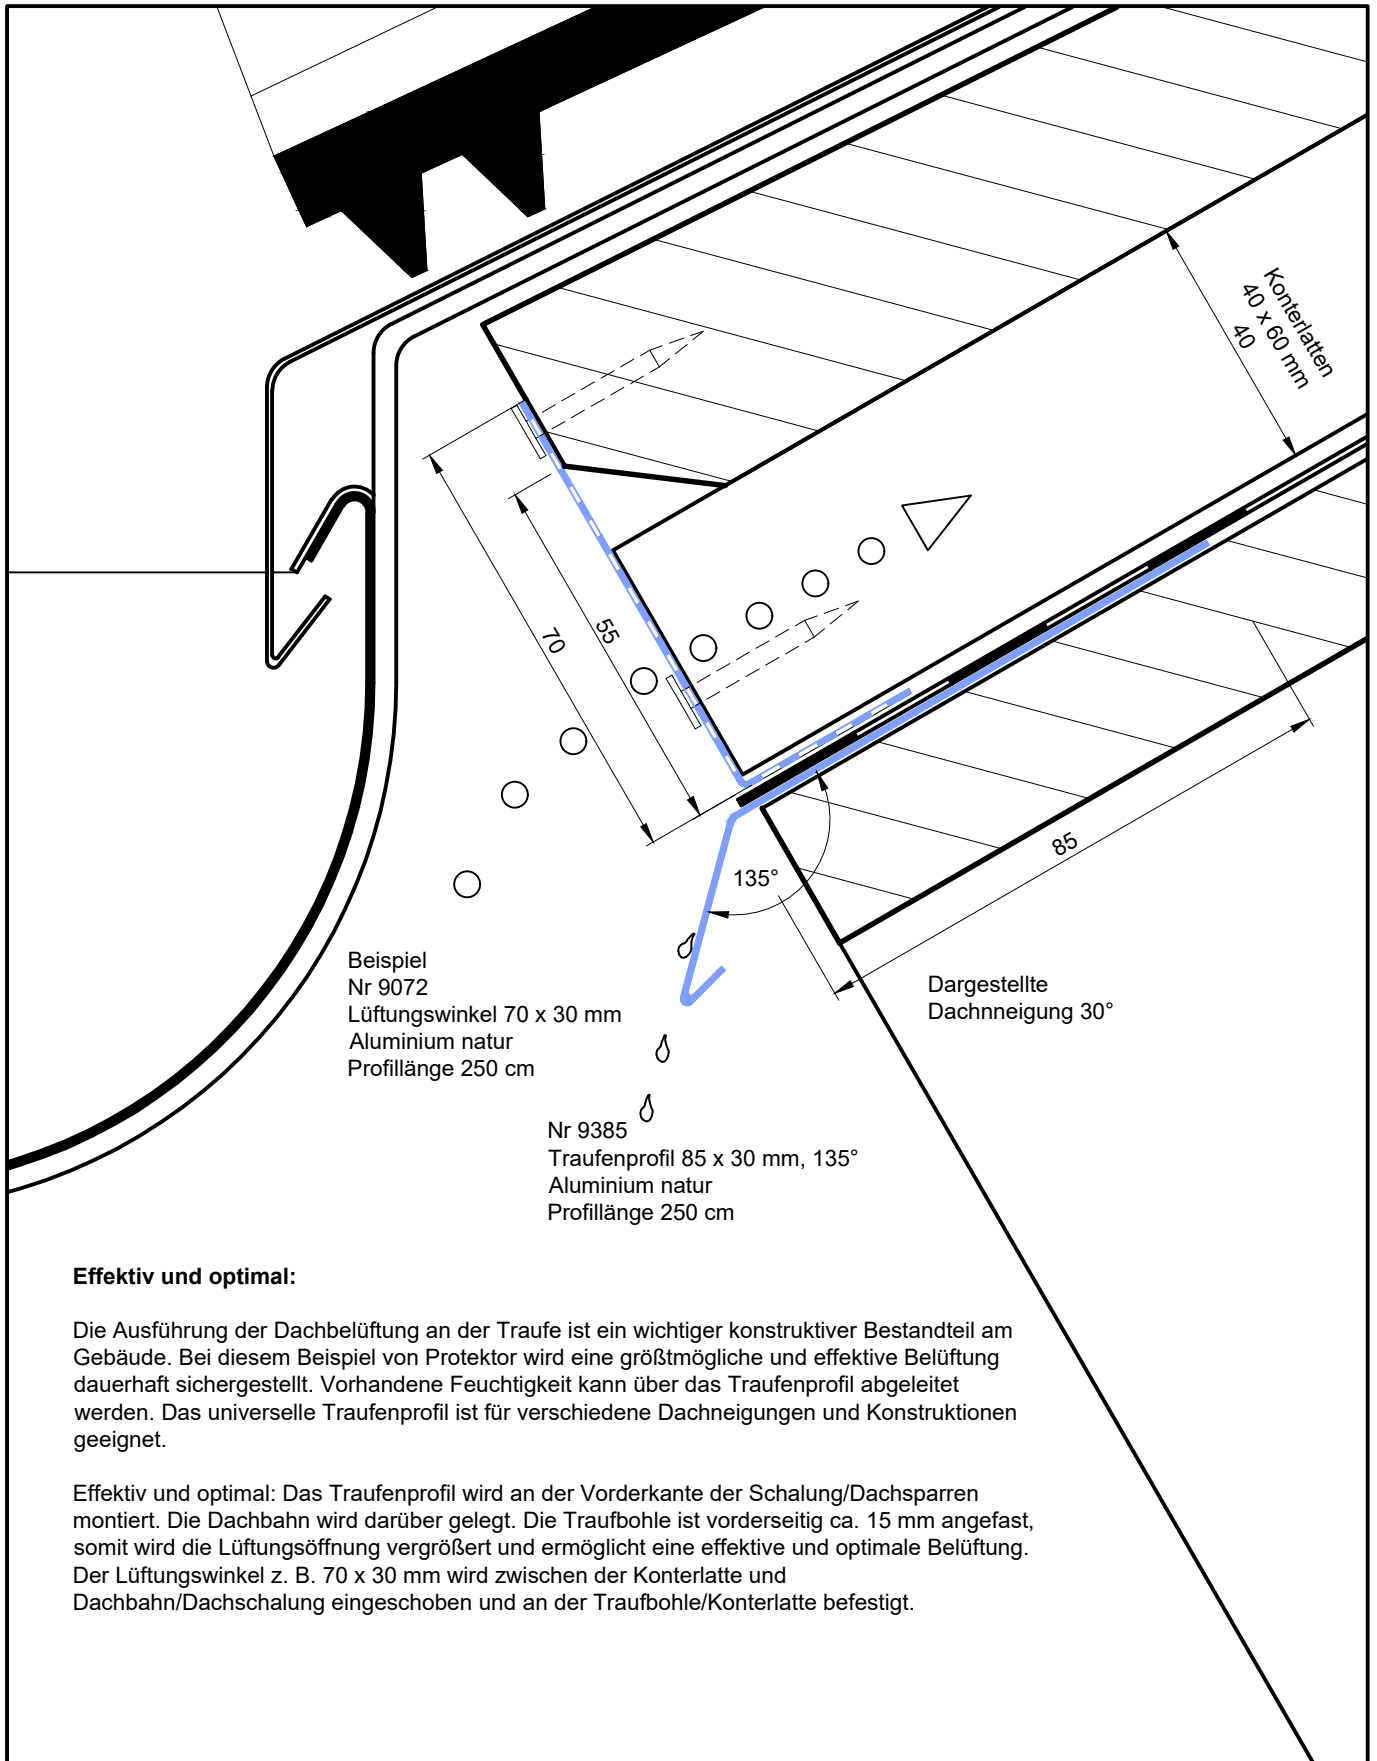 Konterlatten
40 x 60 mm
40
70
55
135°
85
Beispiel
Nr 9072
Lüftungswinkel 70 x 30 mm
Aluminium natur
Profillänge 250 cm
Dargestellte
Dachnneigung 30°
Nr 9385
Traufenprofil 85 x 30 mm, 135°
Aluminium natur
Profillänge 250 cm
Effektiv und optimal:
Die Ausführung der Dachbelüftung an der Traufe ist ein wichtiger konstruktiver Bestandteil am
Gebäude. Bei diesem Beispiel von Protektor wird eine größtmögliche und effektive Belüftung
dauerhaft sichergestellt. Vorhandene Feuchtigkeit kann über das Traufenprofil abgeleitet
werden. Das universelle Traufenprofil ist für verschiedene Dachneigungen und Konstruktionen
geeignet.
Effektiv und optimal: Das Traufenprofil wird an der Vorderkante der Schalung/Dachsparren
montiert. Die Dachbahn wird darüber gelegt. Die Traufbohle ist vorderseitig ca. 15 mm angefast,
somit wird die Lüftungsöffnung vergrößert und ermöglicht eine effektive und optimale Belüftung.
Der Lüftungswinkel z. B. 70 x 30 mm wird zwischen der Konterlatte und
Dachbahn/Dachschalung eingeschoben und an der Traufbohle/Konterlatte befestigt.